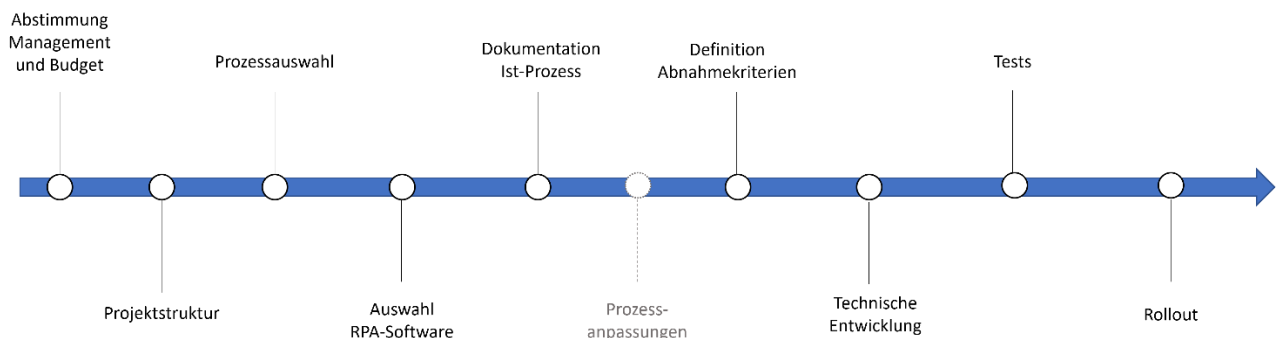 Abstimmung
Management
und Budget
Projektstruktur
Prozessauswahl
Auswahl
RPA-Software
Dokumentation
Ist-Prozess
Prozess-
anpassungen
Definition
Abnahmekriterien
Technische
Entwicklung
Tests
Rollout